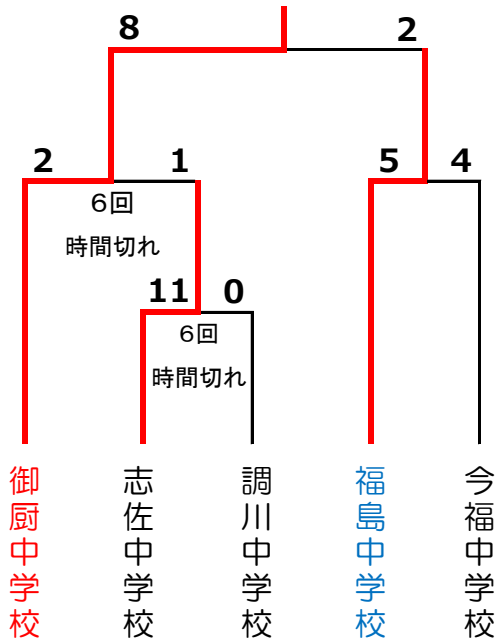 8
2
2
1
5
4
6回
時間切れ
11
0
6回
時間切れ
御厨中学校
志佐中学校
調川中学校
福島中学校
今福中学校